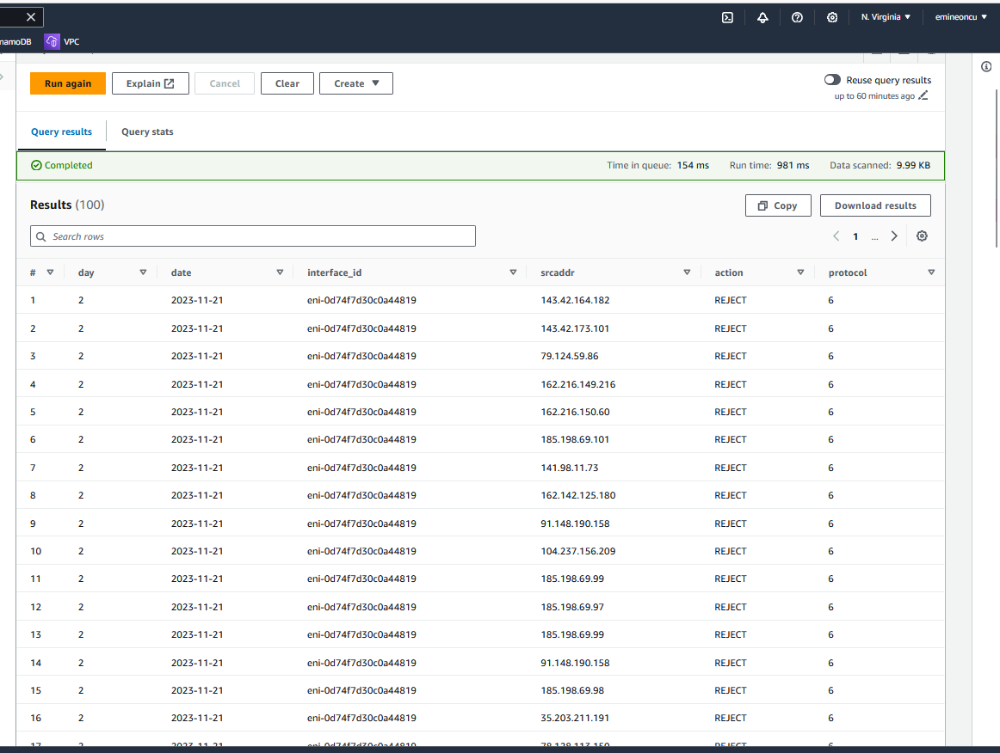 N. Virginia ▼ emineoncu ▼
namoDB VPC
Run again Explain Cancel Clear Create ▼ Reuse query results
up to 60 minutes ago
Query results Query stats
Completed Time in queue: 154 ms Run time: 981 ms Data scanned: 9.99 KB
Results (100) Copy Download results
Search rows 1 ...
# day date interface_id srcaddr action protocol
1 2 2023-11-21 eni-0d74f7d30c0a44819 143.42.164.182 REJECT 6
2 2 2023-11-21 eni-0d74f7d30c0a44819 143.42.173.101 REJECT 6
3 2 2023-11-21 eni-0d74f7d30c0a44819 79.124.59.86 REJECT 6
4 2 2023-11-21 eni-0d74f7d30c0a44819 162.216.149.216 REJECT 6
5 2 2023-11-21 eni-0d74f7d30c0a44819 162.216.150.60 REJECT 6
6 2 2023-11-21 eni-0d74f7d30c0a44819 185.198.69.101 REJECT 6
7 2 2023-11-21 eni-0d74f7d30c0a44819 141.98.11.73 REJECT 6
8 2 2023-11-21 eni-0d74f7d30c0a44819 162.142.125.180 REJECT 6
9 2 2023-11-21 eni-0d74f7d30c0a44819 91.148.190.158 REJECT 6
10 2 2023-11-21 eni-0d74f7d30c0a44819 104.237.156.209 REJECT 6
11 2 2023-11-21 eni-0d74f7d30c0a44819 185.198.69.99 REJECT 6
12 2 2023-11-21 eni-0d74f7d30c0a44819 185.198.69.97 REJECT 6
13 2 2023-11-21 eni-0d74f7d30c0a44819 185.198.69.99 REJECT 6
14 2 2023-11-21 eni-0d74f7d30c0a44819 91.148.190.158 REJECT 6
15 2 2023-11-21 eni-0d74f7d30c0a44819 185.198.69.98 REJECT 6
16 2 2023-11-21 eni-0d74f7d30c0a44819 35.203.211.191 REJECT 6
17 2 2023-11-21 eni-0d74f7d30c0a44819 REJECT 6